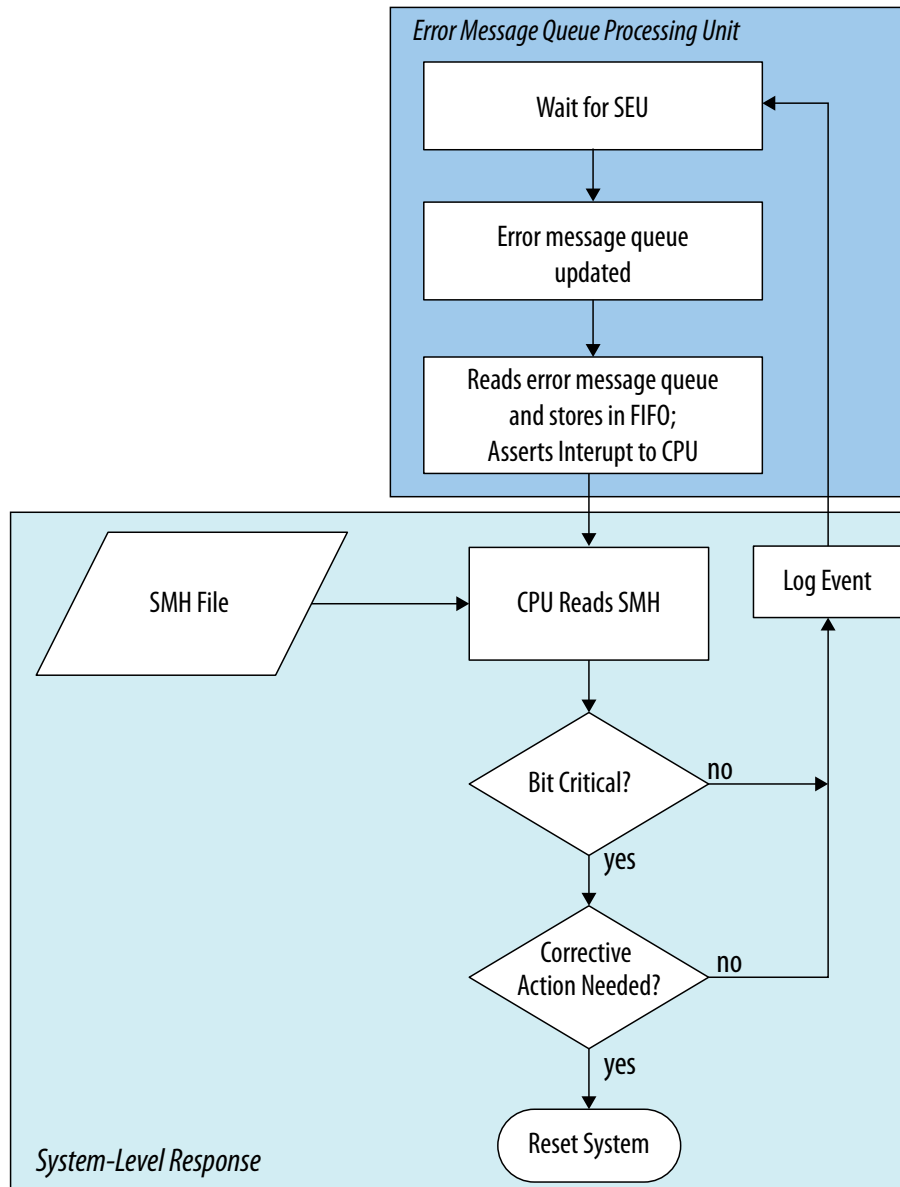 Error Message Queue Processing Unit
Wait for SEU
Error message queue
updated
Reads error message queue
and stores in FIFO;
Asserts Interupt to CPU
SMH File
CPU Reads SMH
Log Event
Bit Critical?
no
yes
Corrective
Action Needed?
no
yes
Reset System
System-Level Response